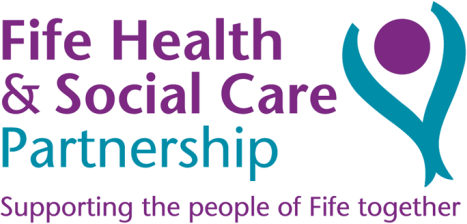 Fife Health
& Social Care
Partnership
Supporting the people of Fife together